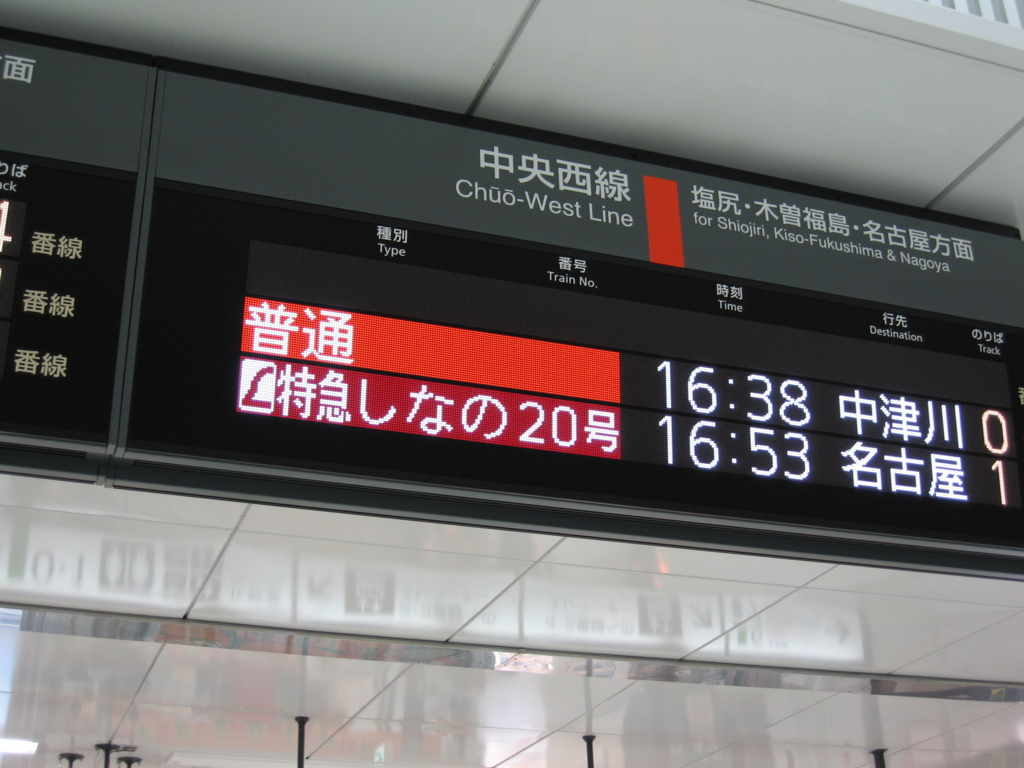 面
りば
ack
番線
番線
番線
中央西線
Chūō-West Line
塩尻・木曽福島・名古屋方面
for Shiojiri, Kiso-Fukushima & Nagoya
種別
Type
番号
Train No.
時刻
Time
行先
Destination
のりば
Track
普通 16:38 中津川 0
特急しなの20号 16:53 名古屋 1